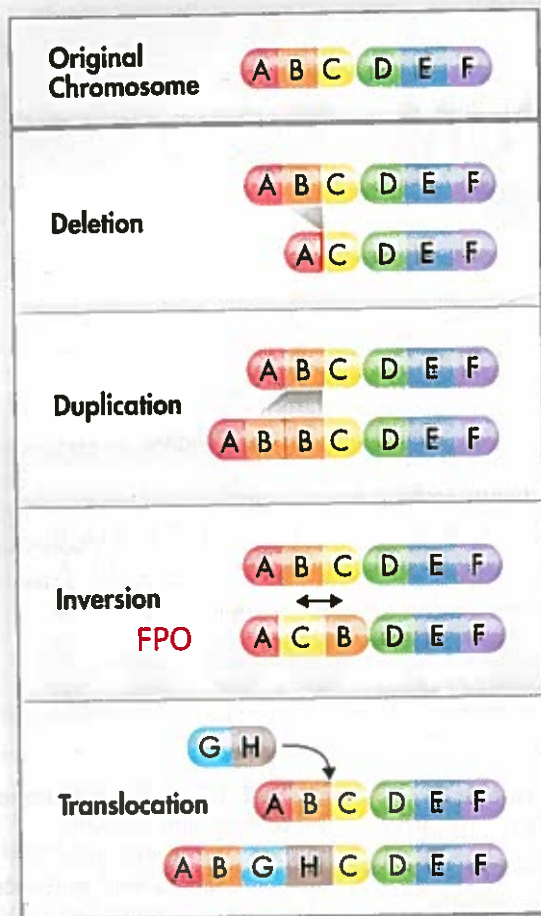 Original
Chromosome
A B C D E F
Deletion
A B C D E F
A C D E F
Duplication
A B C D E F
A B B C D E F
Inversion
FPO
A B C D E F
A C B D E F
Translocation
G H
A B C D E F
A B G H C D E F